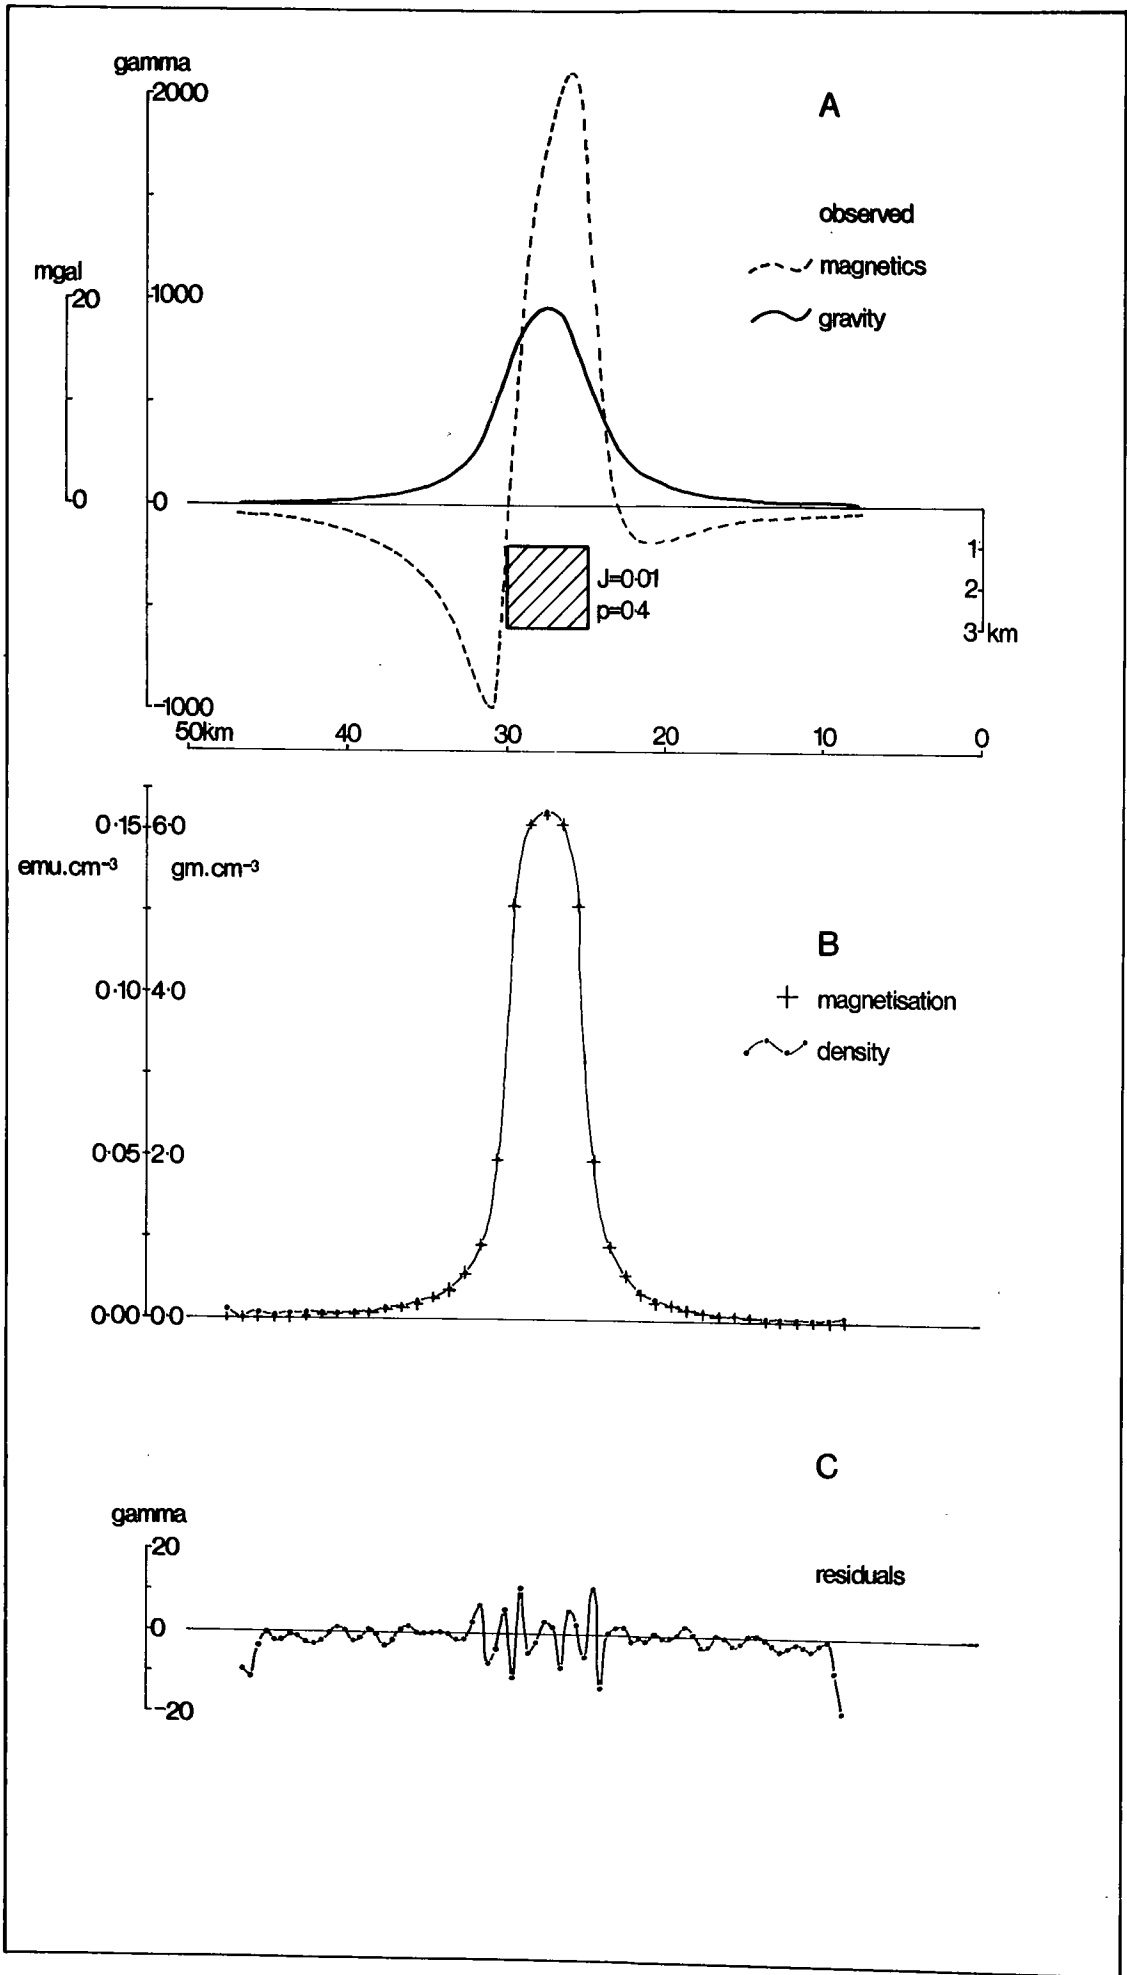 gamma
2000
A
observed
mgal
magnetics
20
1000
gravity
0
0
1
J=0·01
2
p=0·4
3 km
-1000
50km 40 30 20 10 0
0·15 6·0
emu.cm⁻³ gm.cm⁻³
B
0·10 4·0
magnetisation
density
0·05 2·0
0·00 0·0
C
gamma
20
residuals
0
-20